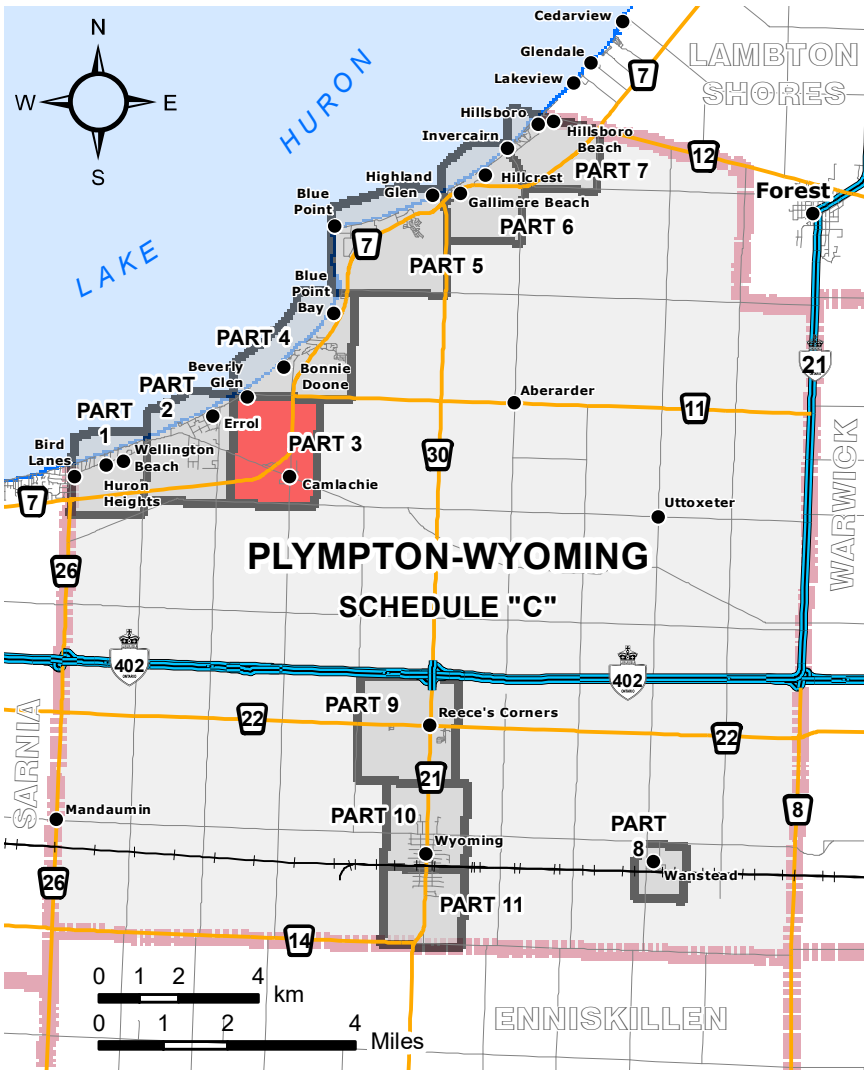 Cedarview
N
Glendale
LAMBTON
SHORES
7
HURON
Lakeview
W
E
Hillsboro
Hillsboro
Beach
Invercairn
12
S
PART 7
Highland
Glen
Hillcrest
Forest
Blue
Point
Gallimere Beach
PART 6
7
LAKE
PART 5
Blue
Point
Bay
PART 4
21
Beverly
Glen
Bonnie
Doone
PART
2
Aberarder
11
PART
1
Errol
Bird
Lanes
PART 3
Wellington
Beach
30
WARWICK
Camlachie
Huron
Heights
7
Uttoxeter
PLYMPTON-WYOMING
26
SCHEDULE "C"
402
ONTARIO
402
ONTARIO
PART 9
Reece's Corners
22
22
SARNIA
21
Mandaumin
PART 10
8
PART
8
Wyoming
Wanstead
26
PART 11
14
0 1 2 4
km
ENNISKILLEN
0 1 2 4
Miles